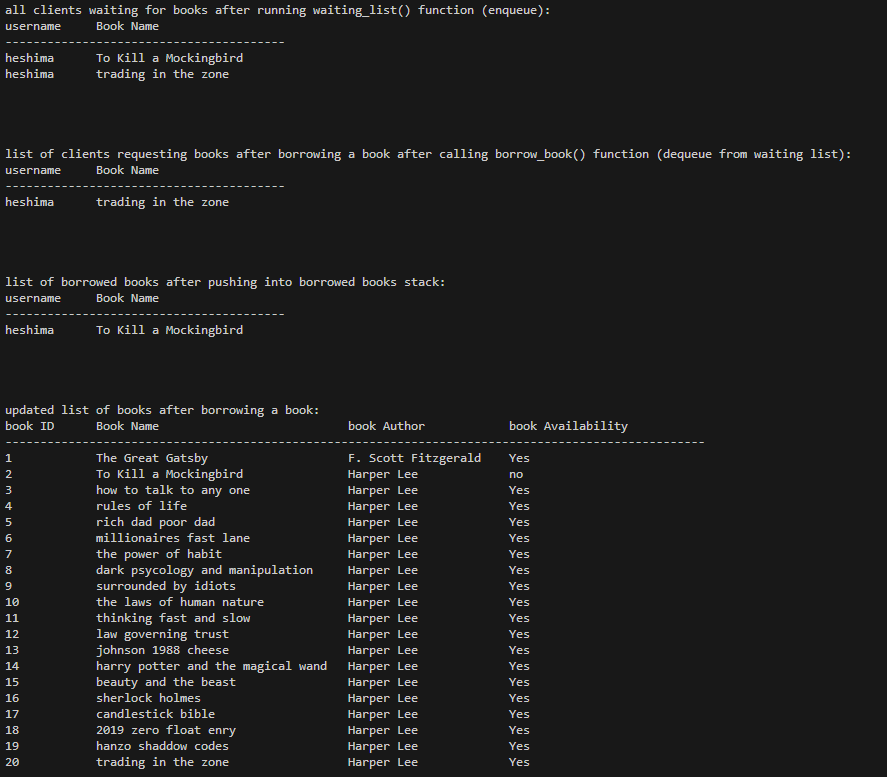 all clients waiting for books after running waiting_list() function (enqueue):
username     Book Name
----------------------------------------
heshima      To Kill a Mockingbird
heshima      trading in the zone
list of clients requesting books after borrowing a book after calling borrow_book() function (dequeue from waiting list):
username     Book Name
----------------------------------------
heshima      trading in the zone
list of borrowed books after pushing into borrowed books stack:
username     Book Name
----------------------------------------
heshima      To Kill a Mockingbird
updated list of books after borrowing a book:
book ID      Book Name                           book Author            book Availability
----------------------------------------------------------------------------------------------------
1            The Great Gatsby                    F. Scott Fitzgerald    Yes
2            To Kill a Mockingbird               Harper Lee             no
3            how to talk to any one              Harper Lee             Yes
4            rules of life                       Harper Lee             Yes
5            rich dad poor dad                   Harper Lee             Yes
6            millionaires fast lane              Harper Lee             Yes
7            the power of habit                  Harper Lee             Yes
8            dark psycology and manipulation     Harper Lee             Yes
9            surrounded by idiots                Harper Lee             Yes
10           the laws of human nature            Harper Lee             Yes
11           thinking fast and slow              Harper Lee             Yes
12           law governing trust                 Harper Lee             Yes
13           johnson 1988 cheese                 Harper Lee             Yes
14           harry potter and the magical wand   Harper Lee             Yes
15           beauty and the beast                Harper Lee             Yes
16           sherlock holmes                     Harper Lee             Yes
17           candlestick bible                   Harper Lee             Yes
18           2019 zero float enry                Harper Lee             Yes
19           hanzo shaddow codes                 Harper Lee             Yes
20           trading in the zone                 Harper Lee             Yes